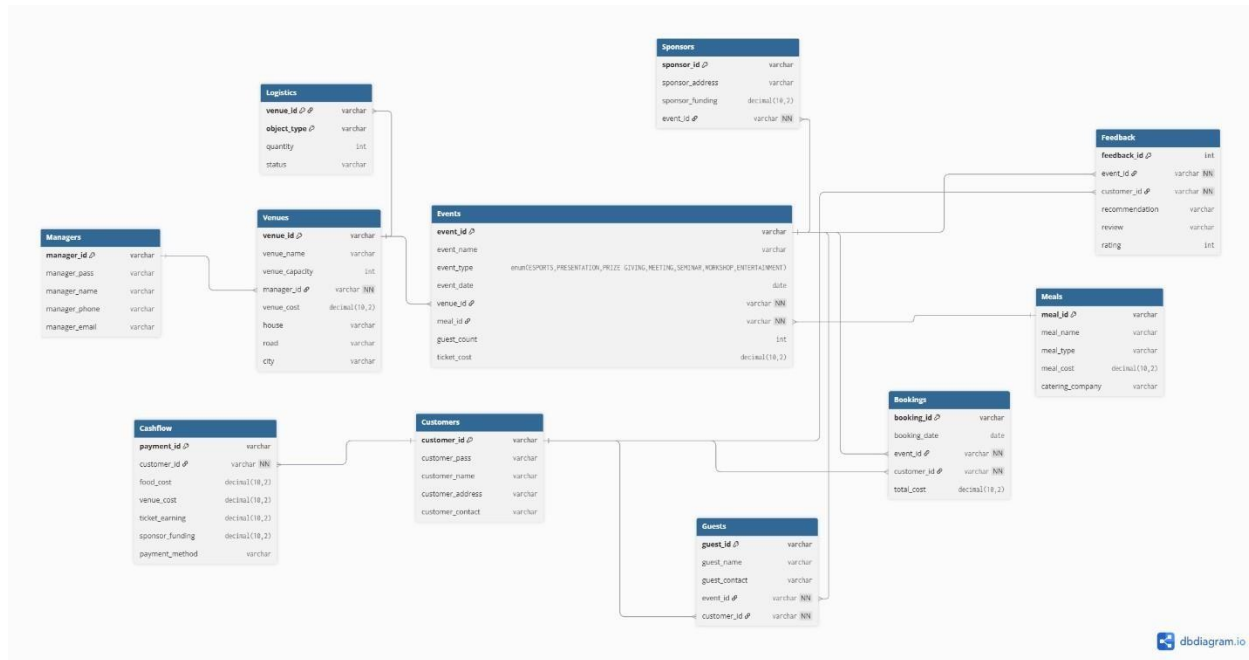 Sponsors
sponsor_id varchar
sponsor_address varchar
sponsor_funding decimal(10,2)
event_id varchar NN
Logistics
venue_id varchar
object_type varchar
quantity int
status varchar
Feedback
feedback_id int
event_id varchar NN
customer_id varchar NN
recommendation varchar
review varchar
rating int
Venues
venue_id varchar
venue_name varchar
venue_capacity int
manager_id varchar NN
venue_cost decimal(10,2)
house varchar
road varchar
city varchar
Events
event_id varchar
event_name varchar
event_type enum(ESPORTS,PRESENTATION,PRIZE GIVING,MEETING,SEMINAR,WORKSHOP,ENTERTAINMENT)
event_date date
venue_id varchar NN
meal_id varchar NN
guest_count int
ticket_cost decimal(10,2)
Managers
manager_id varchar
manager_pass varchar
manager_name varchar
manager_phone varchar
manager_email varchar
Meals
meal_id varchar
meal_name varchar
meal_type varchar
meal_cost decimal(10,2)
catering_company varchar
Bookings
booking_id varchar
booking_date date
event_id varchar NN
customer_id varchar NN
total_cost decimal(10,2)
Cashflow
payment_id varchar
customer_id varchar NN
food_cost decimal(10,2)
venue_cost decimal(10,2)
ticket_earning decimal(10,2)
sponsor_funding decimal(10,2)
payment_method varchar
Customers
customer_id varchar
customer_pass varchar
customer_name varchar
customer_address varchar
customer_contact varchar
Guests
guest_id varchar
guest_name varchar
guest_contact varchar
event_id varchar NN
customer_id varchar NN
dbdiagram.io